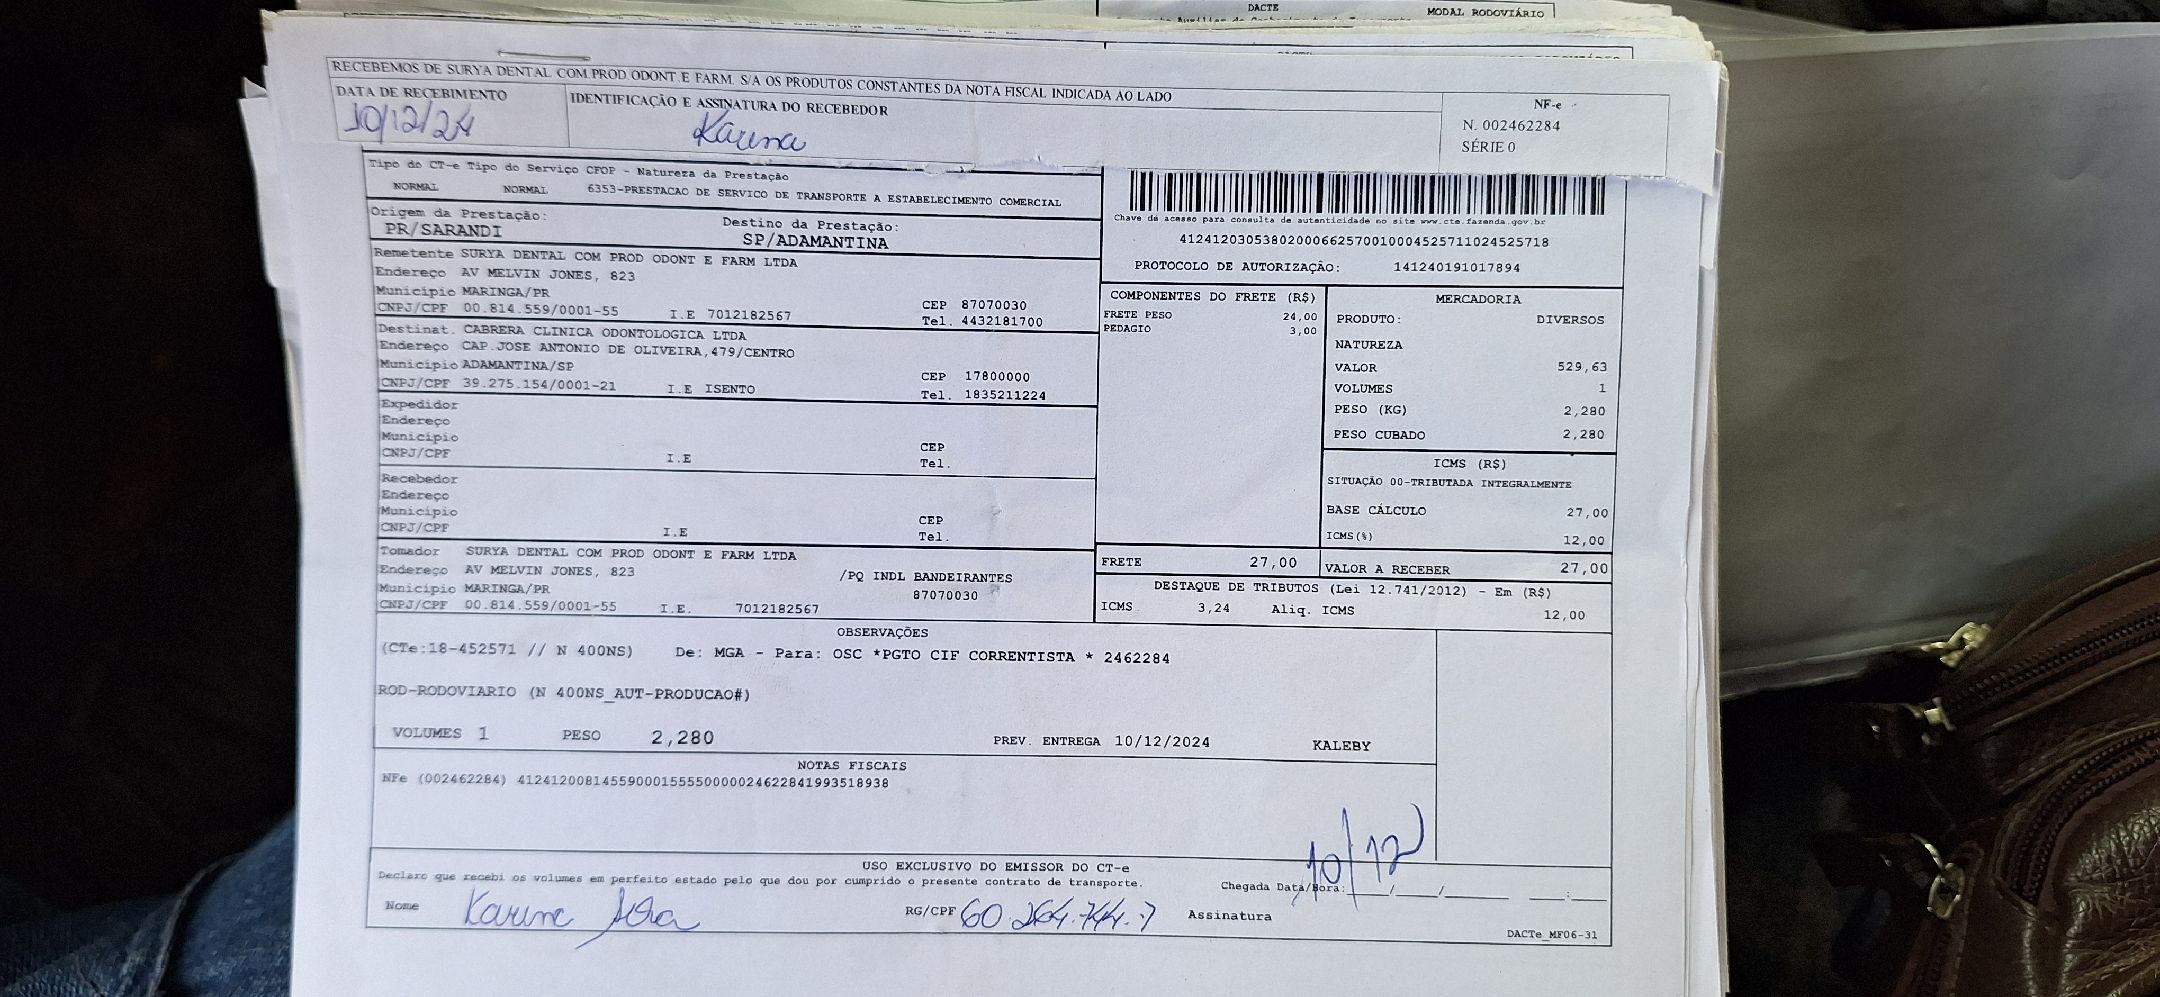 DACTE
MODAL RODOVIÁRIO
RECEBEMOS DE SURYA DENTAL COM.PROD.ODONT.E FARM. S/A OS PRODUTOS CONSTANTES DA NOTA FISCAL INDICADA AO LADO
DATA DE RECEBIMENTO
10/12/24
IDENTIFICAÇÃO E ASSINATURA DO RECEBEDOR
Karina
NF-e
N. 002462284
SÉRIE 0
Tipo do CT-e Tipo do Serviço CFOP - Natureza da Prestação
NORMAL NORMAL 6353-PRESTACAO DE SERVICO DE TRANSPORTE A ESTABELECIMENTO COMERCIAL
Origem da Prestação: Destino da Prestação:
PR/SARANDI SP/ADAMANTINA
Chave de acesso para consulta de autenticidade no site www.cte.fazenda.gov.br
41241203053802000662570010004525711024525718
PROTOCOLO DE AUTORIZAÇÃO: 141240191017894
Remetente SURYA DENTAL COM PROD ODONT E FARM LTDA
Endereço AV MELVIN JONES, 823
Município MARINGA/PR CEP 87070030
CNPJ/CPF 00.814.559/0001-55 I.E 7012182567 Tel. 4432181700
Destinat. CABRERA CLINICA ODONTOLOGICA LTDA
Endereço CAP.JOSE ANTONIO DE OLIVEIRA,479/CENTRO
Município ADAMANTINA/SP CEP 17800000
CNPJ/CPF 39.275.154/0001-21 I.E ISENTO Tel. 1835211224
Expedidor
Endereço
Município CEP
CNPJ/CPF I.E Tel.
Recebedor
Endereço
Município CEP
CNPJ/CPF I.E Tel.
Tomador SURYA DENTAL COM PROD ODONT E FARM LTDA
Endereço AV MELVIN JONES, 823 /PQ INDL BANDEIRANTES
Município MARINGA/PR 87070030
CNPJ/CPF 00.814.559/0001-55 I.E. 7012182567
COMPONENTES DO FRETE (R$)
FRETE PESO 24,00
PEDAGIO 3,00
MERCADORIA
PRODUTO: DIVERSOS
NATUREZA
VALOR 529,63
VOLUMES 1
PESO (KG) 2,280
PESO CUBADO 2,280
ICMS (R$)
SITUAÇÃO 00-TRIBUTADA INTEGRALMENTE
BASE CÁLCULO 27,00
ICMS(%) 12,00
FRETE 27,00 VALOR A RECEBER 27,00
DESTAQUE DE TRIBUTOS (Lei 12.741/2012) - Em (R$)
ICMS 3,24 Aliq. ICMS 12,00
OBSERVAÇÕES
(CTe:18-452571 // N 400NS) De: MGA - Para: OSC *PGTO CIF CORRENTISTA * 2462284
ROD-RODOVIARIO (N 400NS_AUT-PRODUCAO#)
VOLUMES 1 PESO 2,280 PREV. ENTREGA 10/12/2024 KALEBY
NOTAS FISCAIS
NFe (002462284) 41241200814559000155550000024622841993518938
USO EXCLUSIVO DO EMISSOR DO CT-e
Declaro que recebi os volumes em perfeito estado pelo que dou por cumprido o presente contrato de transporte.
Chegada Data/Hora: ____/____/______ ____:____
10/12
Nome Karine RG/CPF 60.264.744-7 Assinatura
DACTe_MF06-31